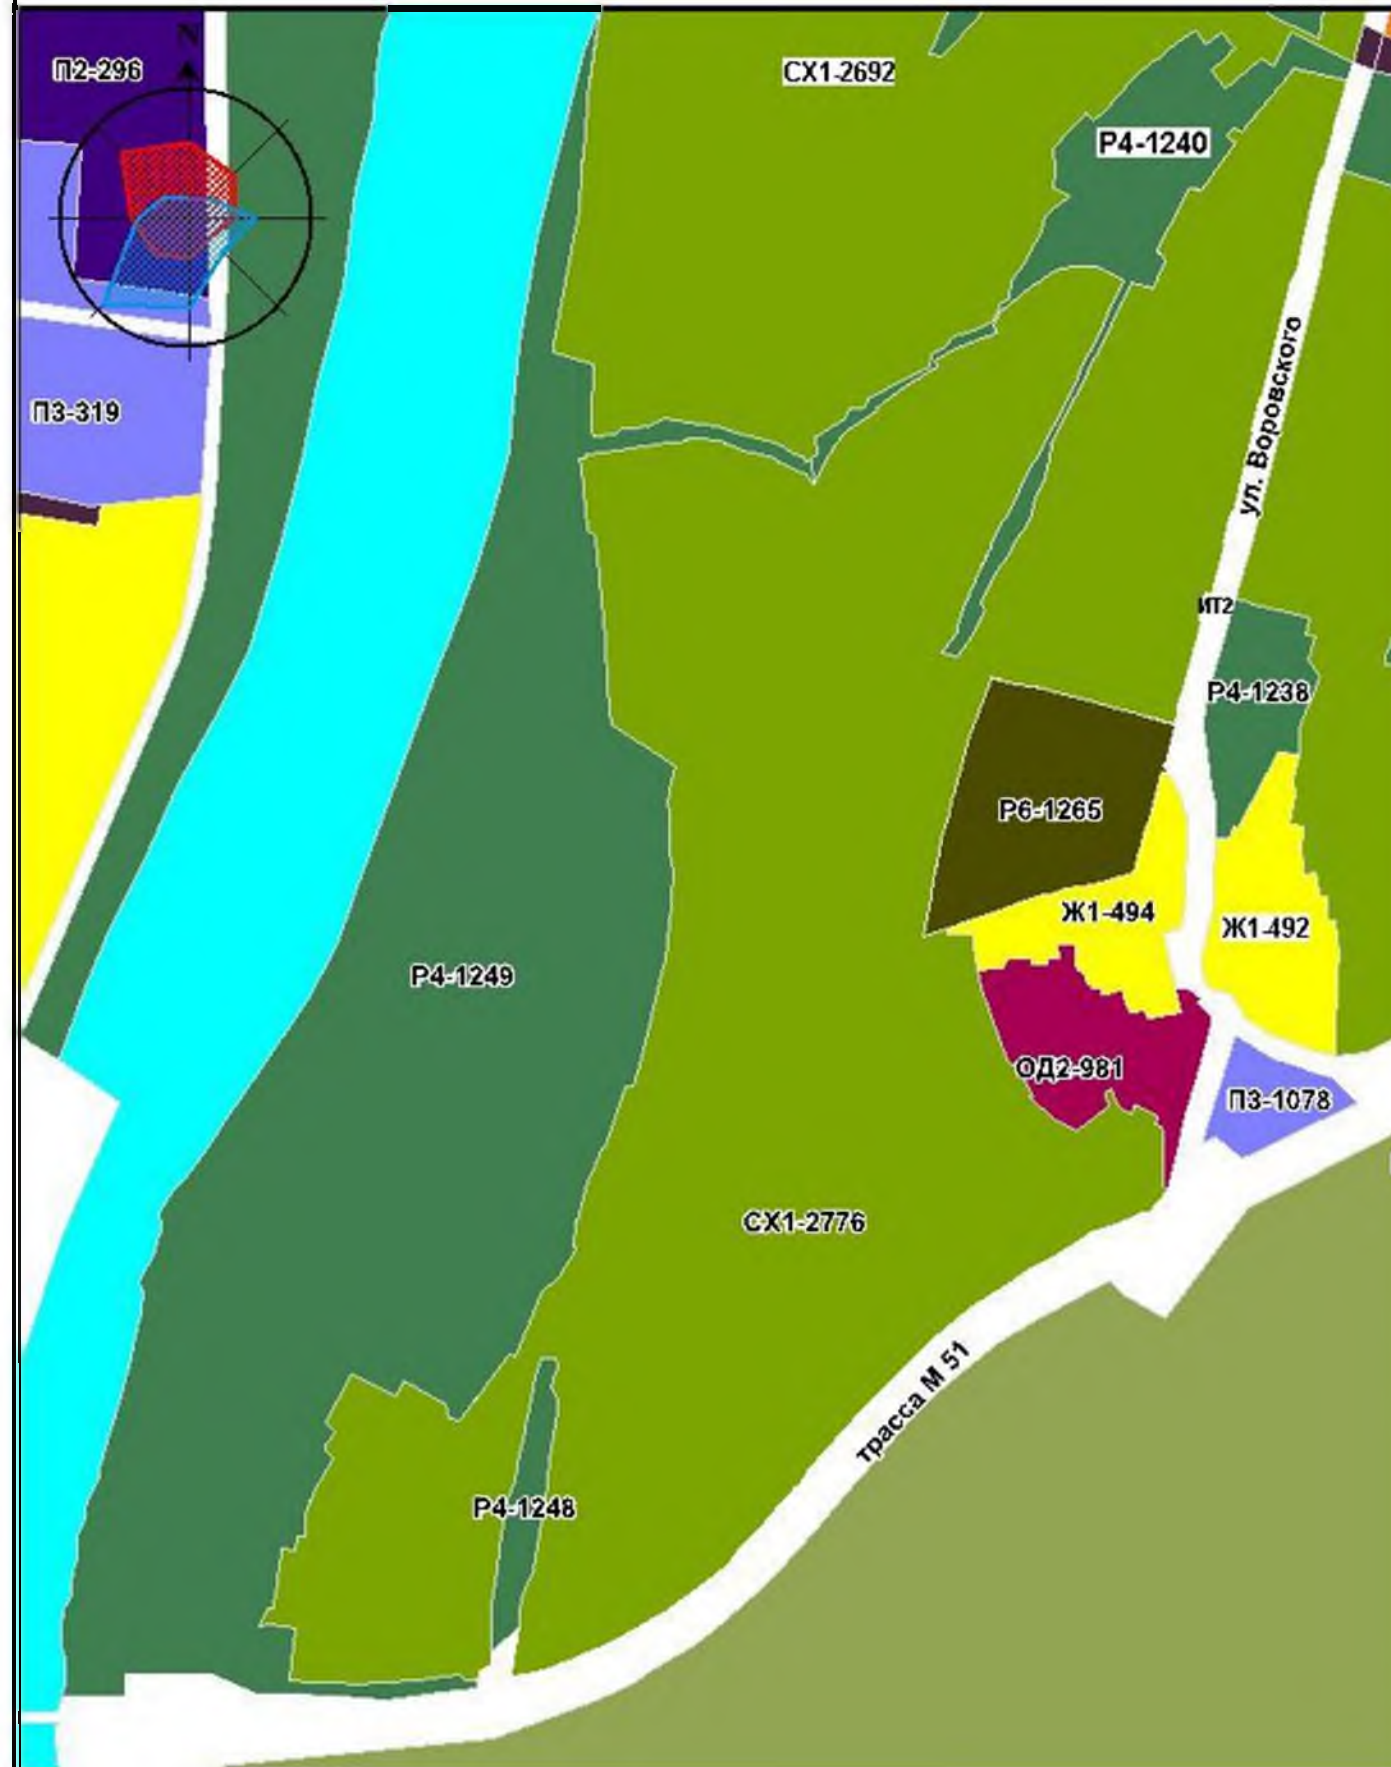 N
П2-296
СХ1-2692
Р4-1240
П3-319
ул. Воровского
ИТ2
Р4-1238
Р6-1265
Ж1-494
Ж1-492
Р4-1249
ОД2-981
П3-1078
СХ1-2776
трасса М 51
Р4-1248